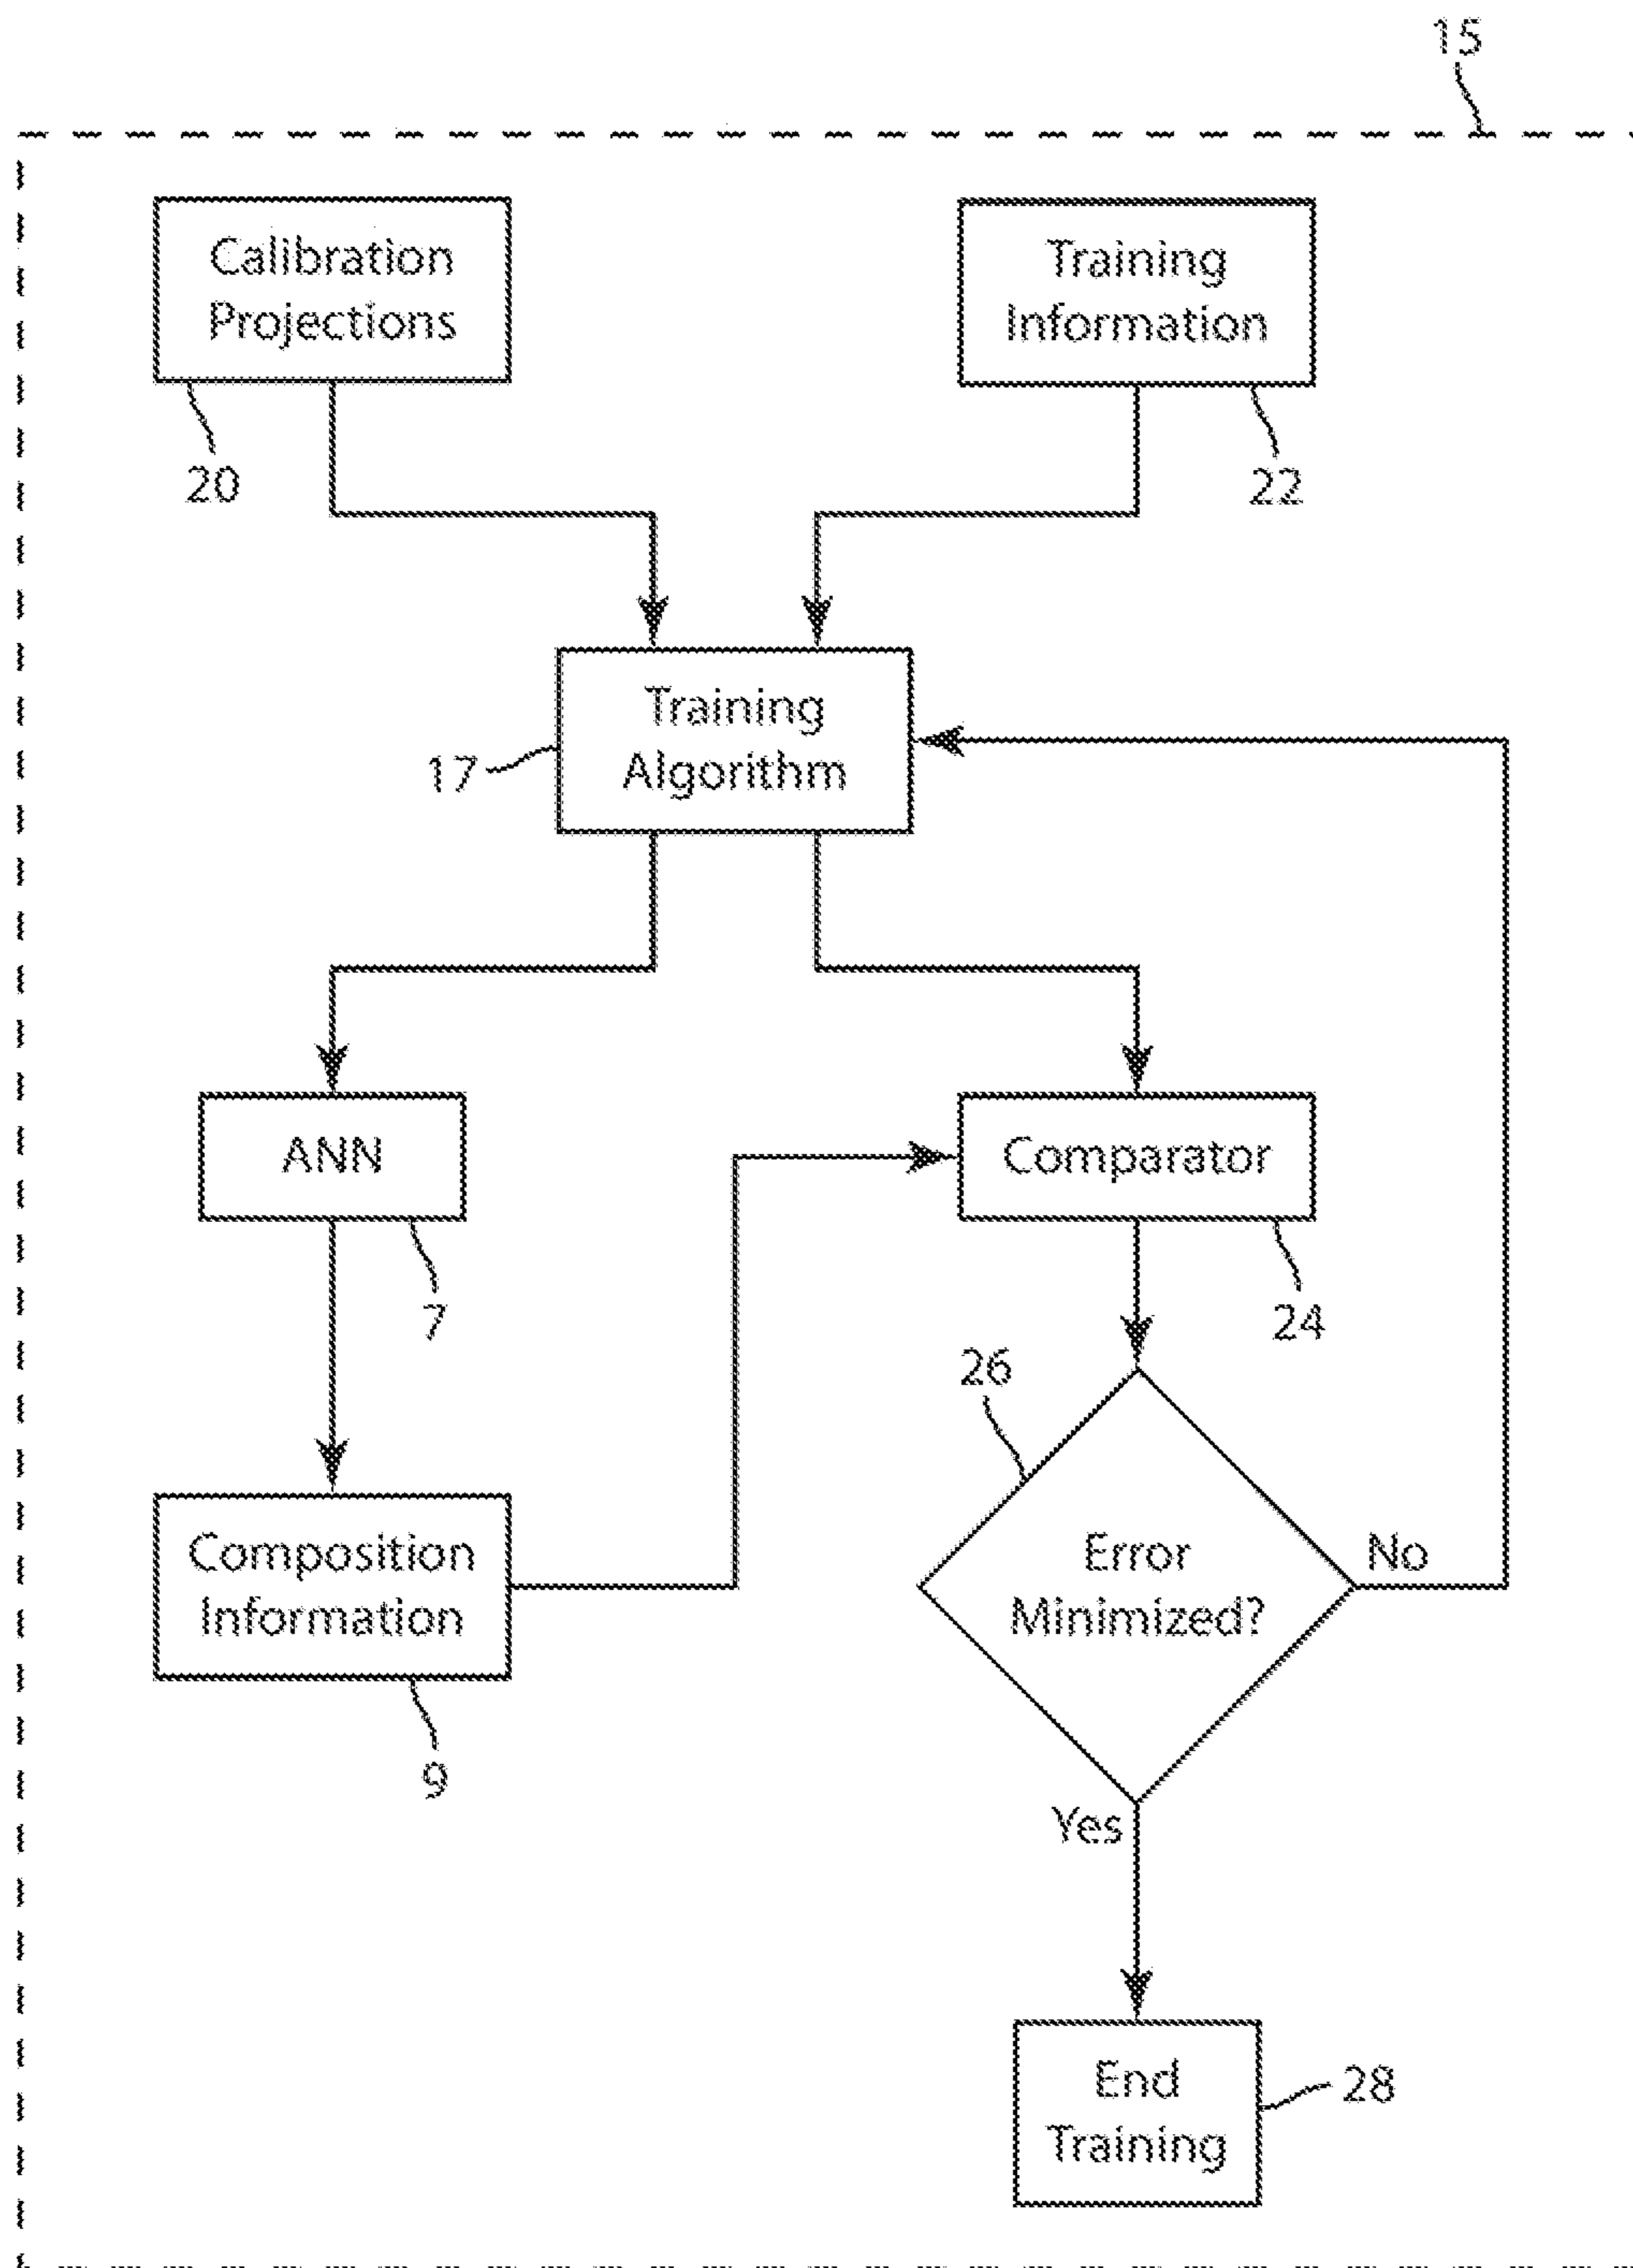 15
Calibration
Projections
20
Training
Information
22
Training
Algorithm
17
ANN
7
Comparator
24
26
Composition
Information
9
Error
Minimized?
No
Yes
End
Training
28